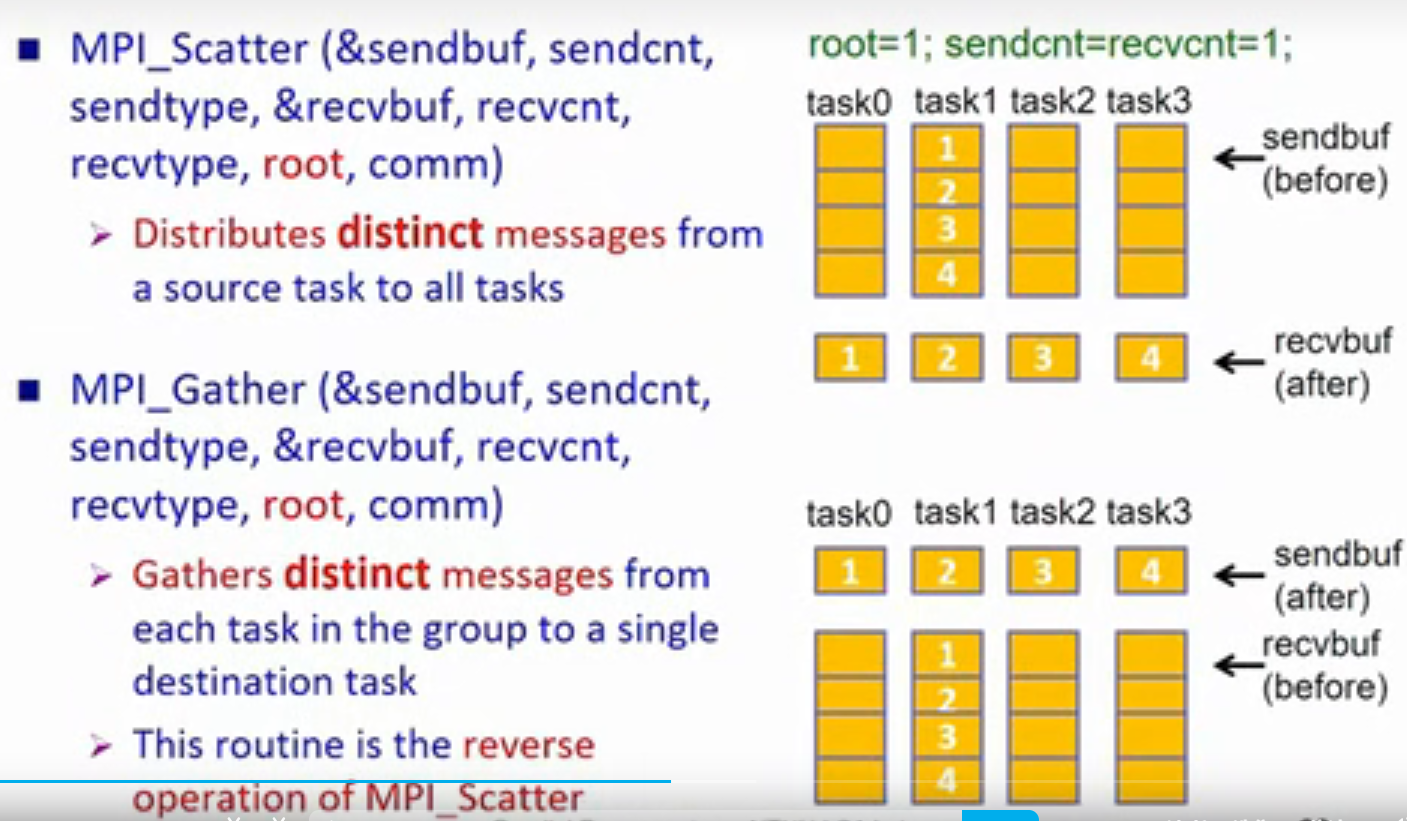 MPI_Scatter (&sendbuf, sendcnt,
sendtype, &recvbuf, recvcnt,
recvtype, root, comm)
Distributes distinct messages from
a source task to all tasks
MPI_Gather (&sendbuf, sendcnt,
sendtype, &recvbuf, recvcnt,
recvtype, root, comm)
Gathers distinct messages from
each task in the group to a single
destination task
This routine is the reverse
operation of MPI_Scatter
root=1; sendcnt=recvcnt=1;
task0 task1 task2 task3
1
2
3
4
sendbuf
(before)
1 2 3 4
recvbuf
(after)
task0 task1 task2 task3
1 2 3 4
sendbuf
(after)
1
2
3
4
recvbuf
(before)